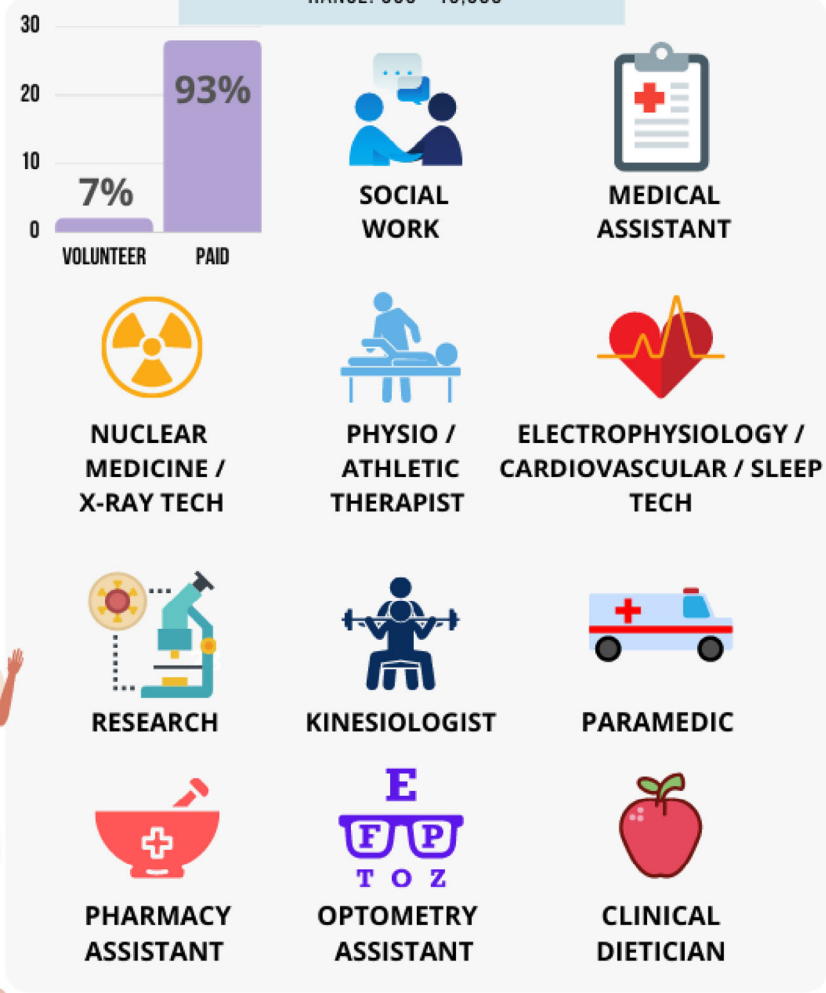 30
20
10
0
93%
7%
VOLUNTEER PAID
SOCIAL
WORK
MEDICAL
ASSISTANT
NUCLEAR
MEDICINE /
X-RAY TECH
PHYSIO /
ATHLETIC
THERAPIST
ELECTROPHYSIOLOGY /
CARDIOVASCULAR / SLEEP
TECH
RESEARCH
KINESIOLOGIST
PARAMEDIC
PHARMACY
ASSISTANT
E
F P
T O Z
OPTOMETRY
ASSISTANT
CLINICAL
DIETICIAN